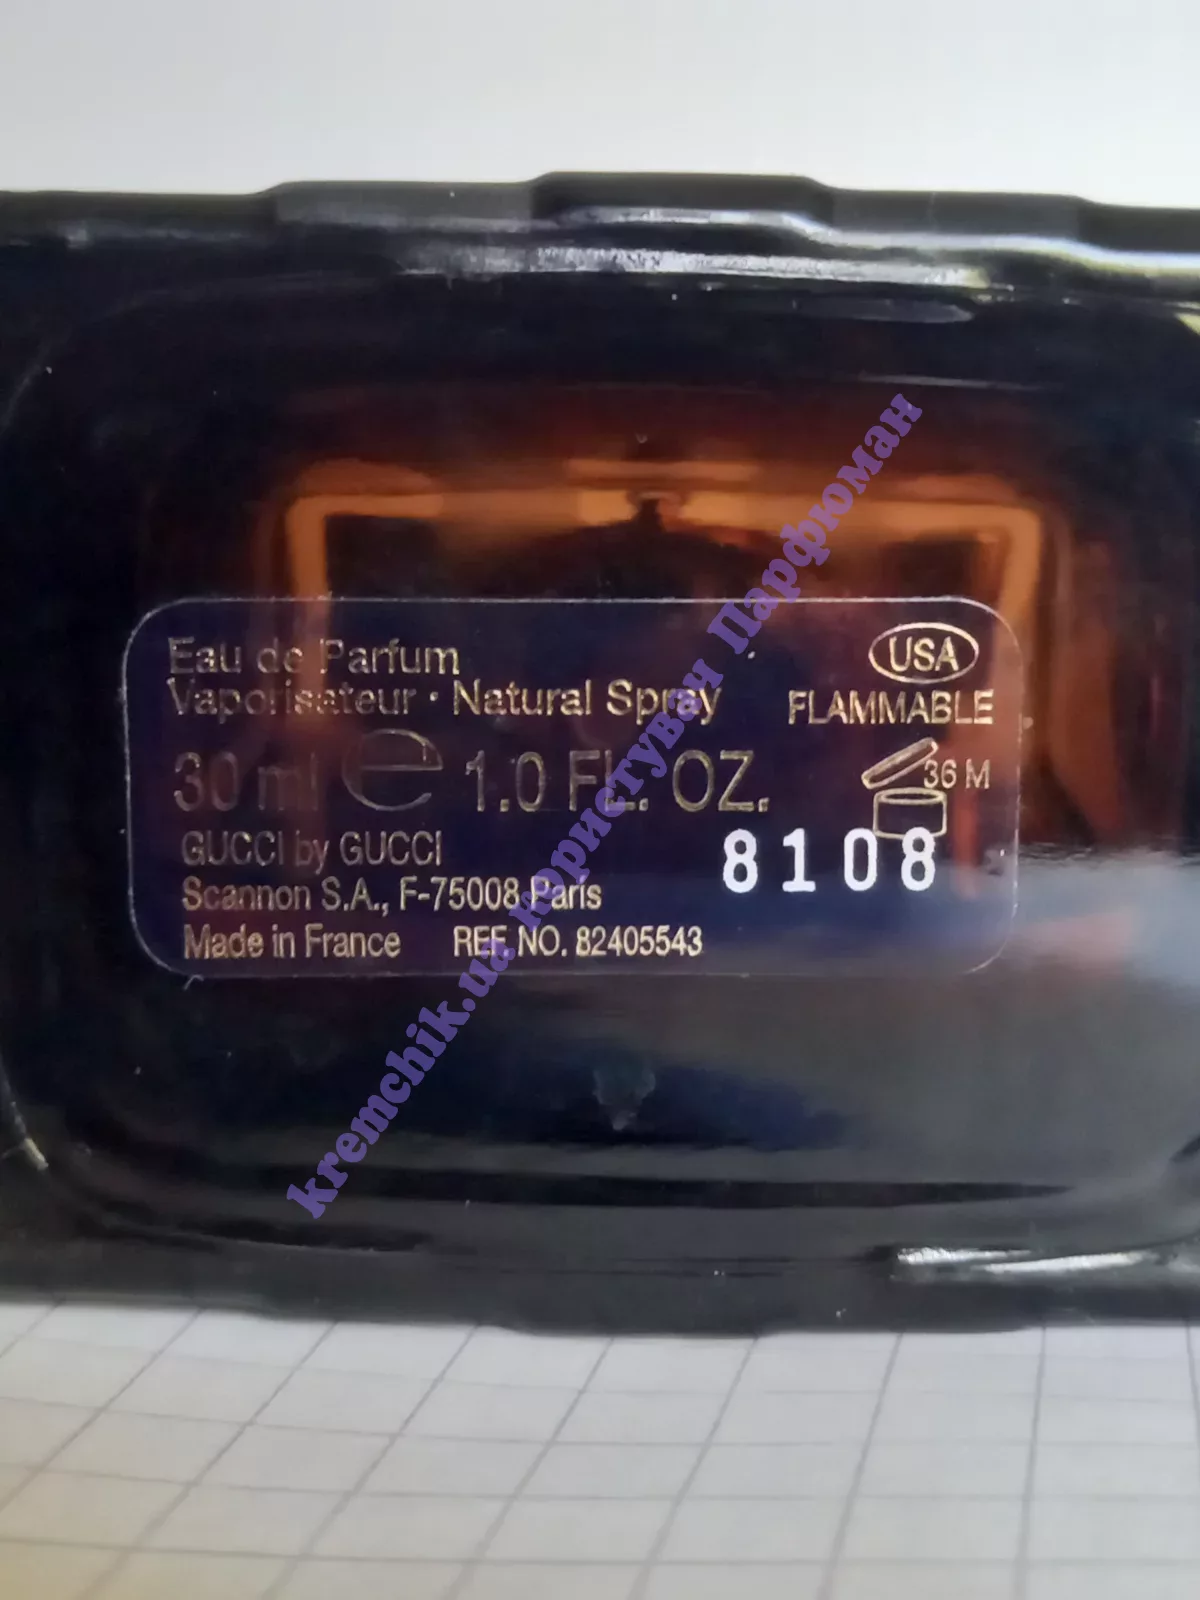 Eau de Parfum
Vaporisateur · Natural Spray
USA
FLAMMABLE
30 ml e 1.0 FL. OZ.
36 M
GUCCI by GUCCI
8108
Scannon S.A., F-75008 Paris
Made in France REF. NO. 82405543
kremchik.ua користувач Парфюман